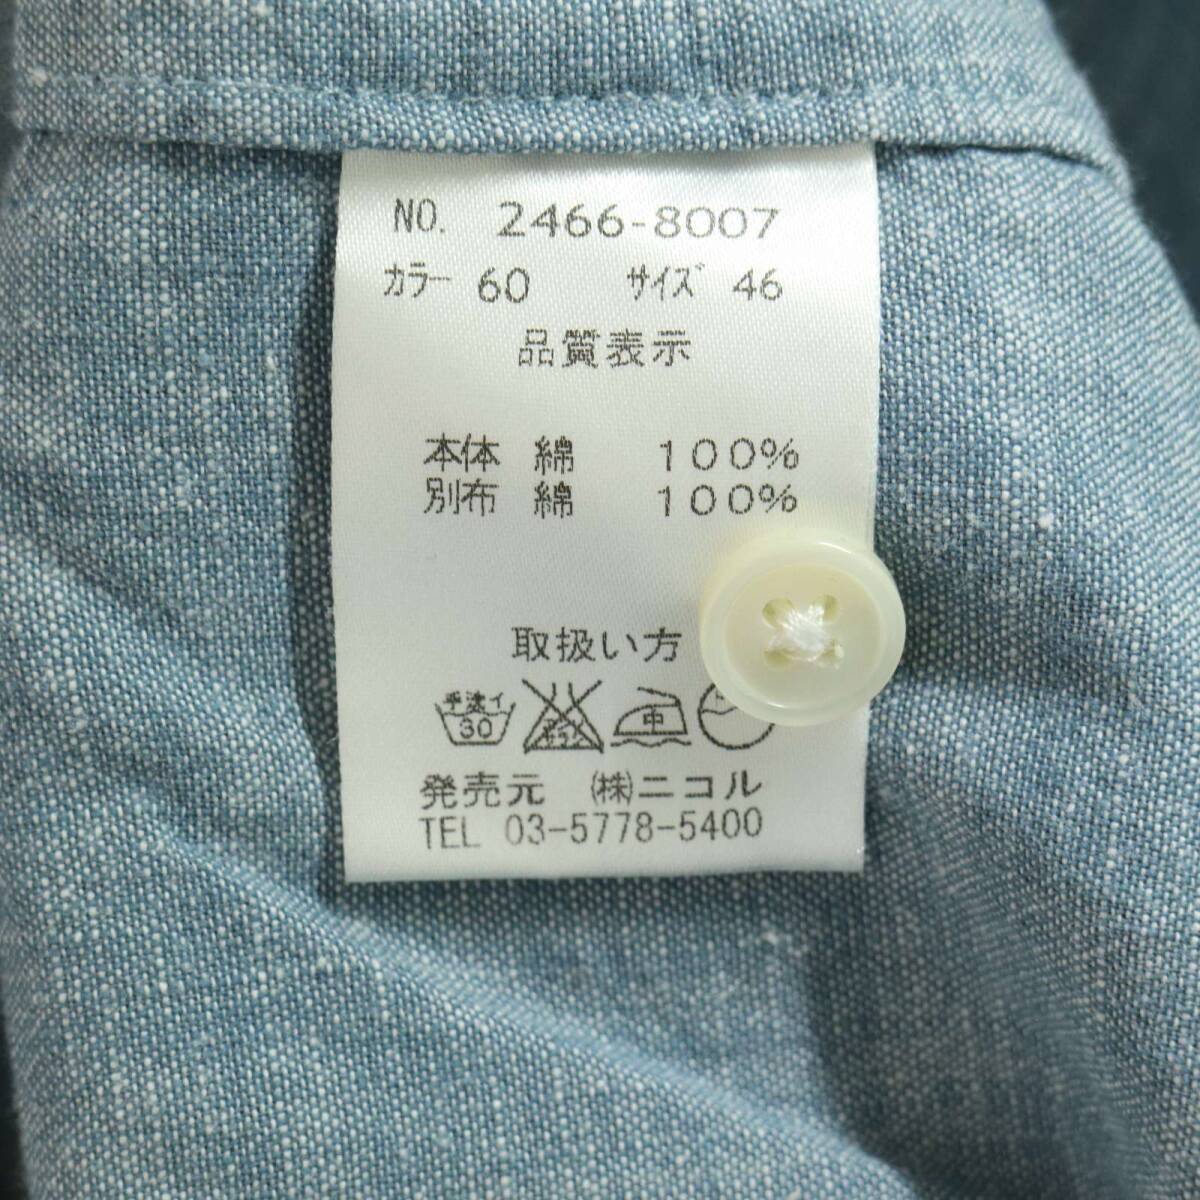 NO. 2466-8007
カラー 60 サイズ 46
品質表示
本体 綿 100%
別布 綿 100%
取扱い方
手洗イ
30
中
発売元 ㈱ニコル
TEL 03-5778-5400